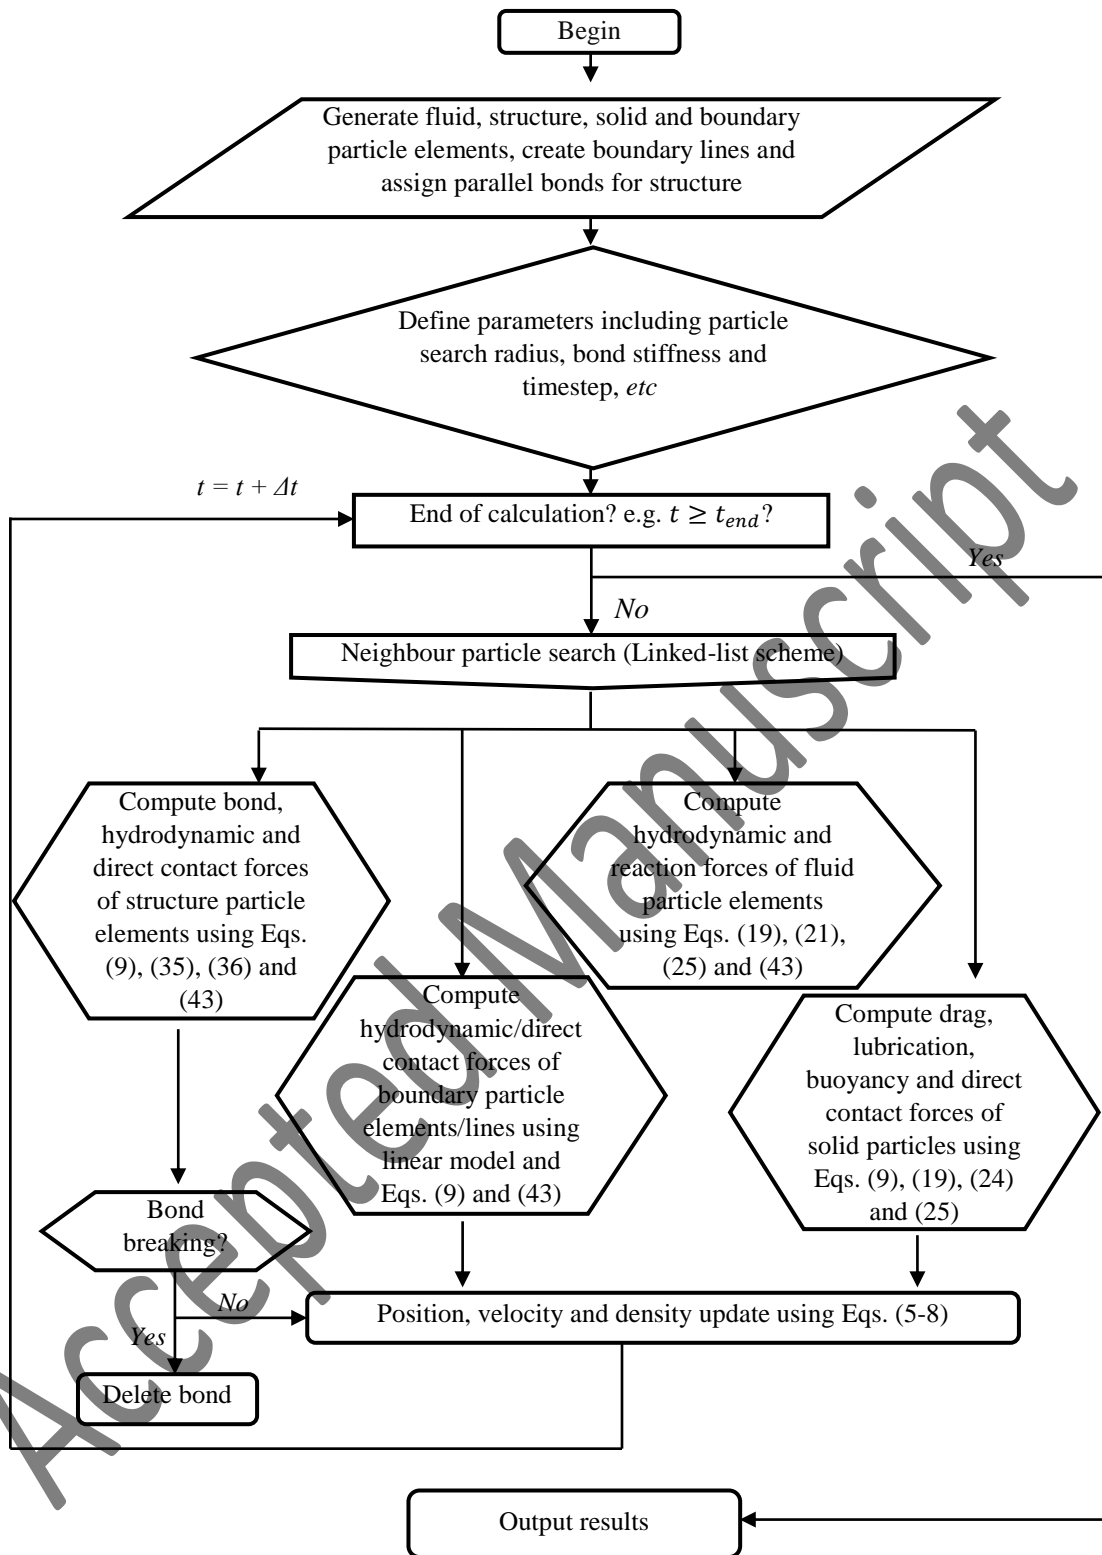 Begin
Generate fluid, structure, solid and boundary
particle elements, create boundary lines and
assign parallel bonds for structure
Define parameters including particle
search radius, bond stiffness and
timestep, etc
t = t + Δt
End of calculation? e.g. t ≥ t_end?
Yes
No
Neighbour particle search (Linked-list scheme)
Compute bond,
hydrodynamic and
direct contact forces
of structure particle
elements using Eqs.
(9), (35), (36) and
(43)
Compute
hydrodynamic/direct
contact forces of
boundary particle
elements/lines using
linear model and
Eqs. (9) and (43)
Compute
hydrodynamic and
reaction forces of fluid
particle elements
using Eqs. (19), (21),
(25) and (43)
Compute drag,
lubrication,
buoyancy and direct
contact forces of
solid particles using
Eqs. (9), (19), (24)
and (25)
Bond
breaking?
No
Yes
Position, velocity and density update using Eqs. (5-8)
Delete bond
Output results
Accepted Manuscript